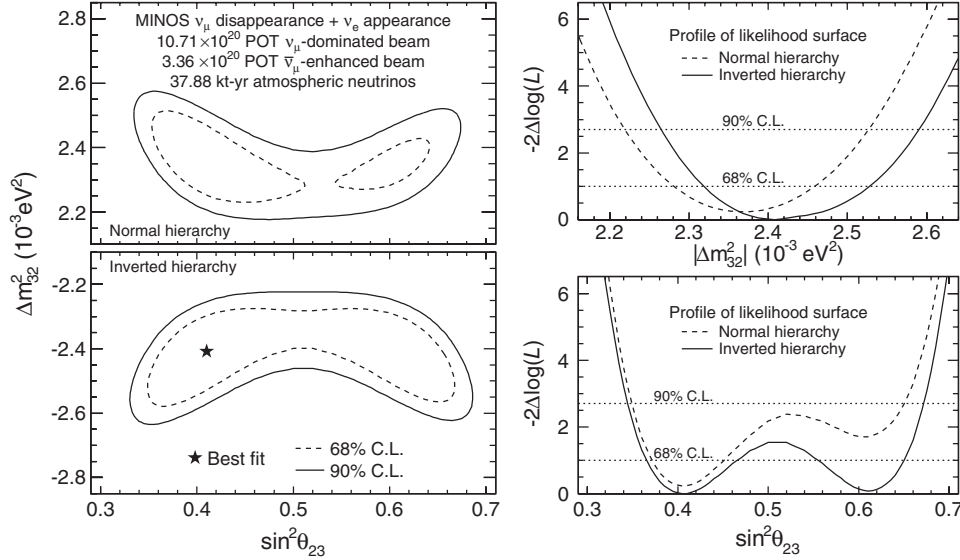 MINOS νμ disappearance + νe appearance
10.71×10²⁰ POT νμ-dominated beam
3.36 ×10²⁰ POT ν̄μ-enhanced beam
37.88 kt-yr atmospheric neutrinos
2.8
2.6
2.4
2.2
Normal hierarchy
Inverted hierarchy
-2.2
-2.4
-2.6
-2.8
Best fit
68% C.L.
90% C.L.
0.3 0.4 0.5 0.6 0.7
sin²θ₂₃
Δm²₃₂ (10⁻³eV²)
Profile of likelihood surface
Normal hierarchy
Inverted hierarchy
90% C.L.
68% C.L.
6
4
2
0
-2Δlog(L)
2.2 2.3 2.4 2.5 2.6
|Δm²₃₂| (10⁻³ eV²)
Profile of likelihood surface
Normal hierarchy
Inverted hierarchy
90% C.L.
68% C.L.
6
4
2
0
-2Δlog(L)
0.3 0.4 0.5 0.6 0.7
sin²θ₂₃